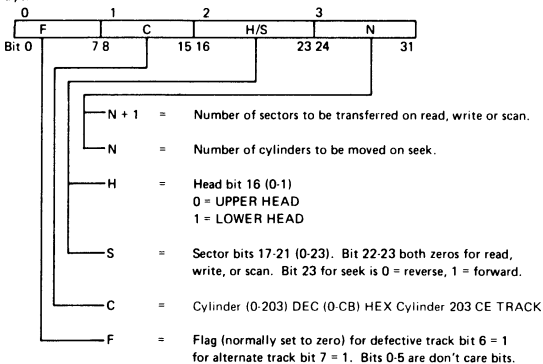 0 1 2 3
F C H/S N
Bit 0 7 8 15 16 23 24 31
N + 1 = Number of sectors to be transferred on read, write or scan.
N = Number of cylinders to be moved on seek.
H = Head bit 16 (0-1)
0 = UPPER HEAD
1 = LOWER HEAD
S = Sector bits 17-21 (0-23). Bit 22-23 both zeros for read,
write, or scan. Bit 23 for seek is 0 = reverse, 1 = forward.
C = Cylinder (0-203) DEC (0-CB) HEX Cylinder 203 CE TRACK
F = Flag (normally set to zero) for defective track bit 6 = 1
for alternate track bit 7 = 1. Bits 0-5 are don't care bits.